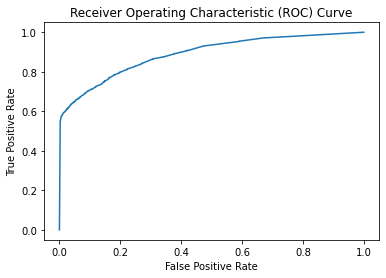 Receiver Operating Characteristic (ROC) Curve
1.0
0.8
0.6
0.4
0.2
0.0
True Positive Rate
0.0 0.2 0.4 0.6 0.8 1.0
False Positive Rate